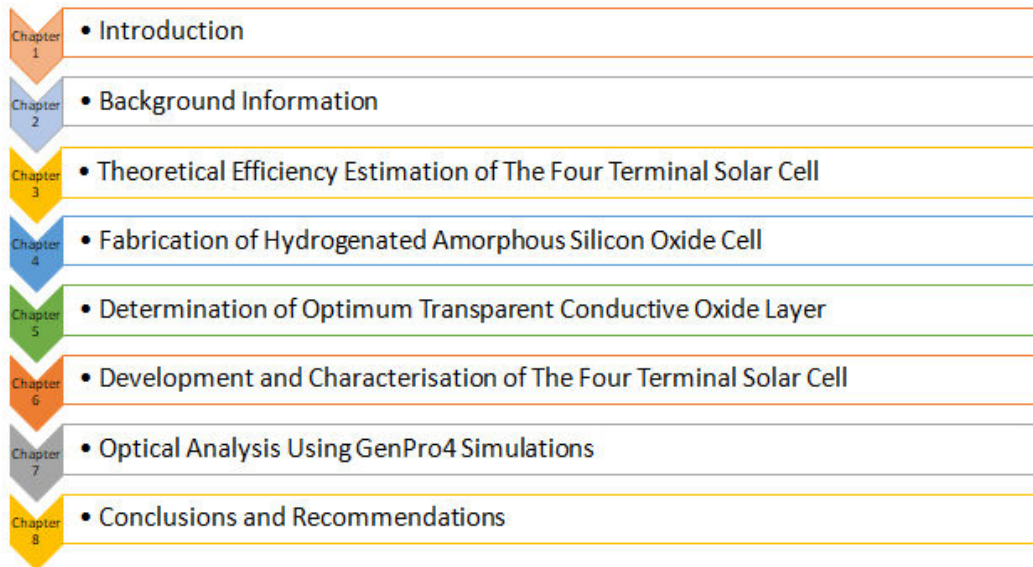 Chapter
1
• Introduction
Chapter
2
• Background Information
Chapter
3
• Theoretical Efficiency Estimation of The Four Terminal Solar Cell
Chapter
4
• Fabrication of Hydrogenated Amorphous Silicon Oxide Cell
Chapter
5
• Determination of Optimum Transparent Conductive Oxide Layer
Chapter
6
• Development and Characterisation of The Four Terminal Solar Cell
Chapter
7
• Optical Analysis Using GenPro4 Simulations
Chapter
8
• Conclusions and Recommendations